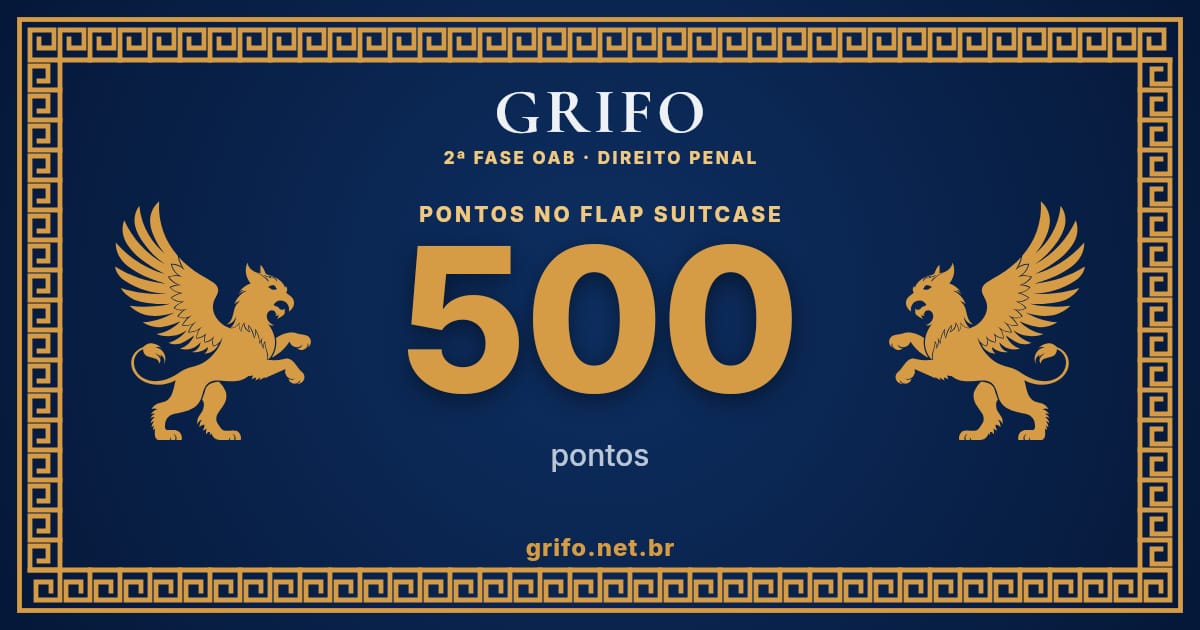 GRIFO
2ª FASE OAB · DIREITO PENAL
PONTOS NO FLAP SUITCASE
500
pontos
grifo.net.br